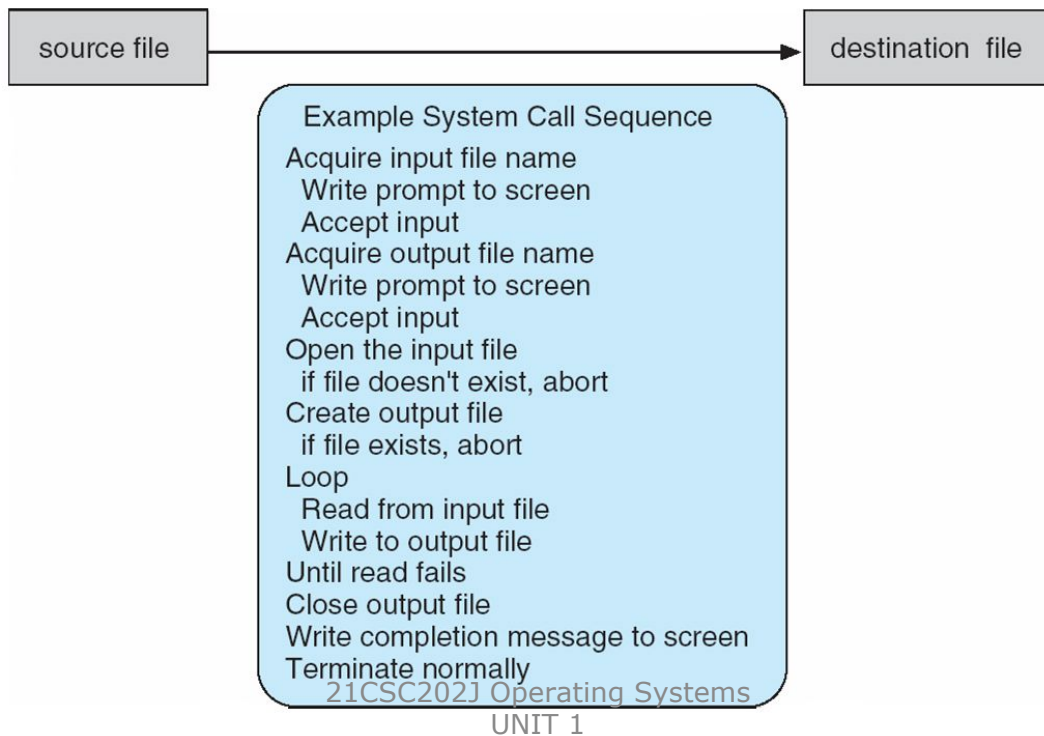 source file
destination file
Example System Call Sequence
Acquire input file name
Write prompt to screen
Accept input
Acquire output file name
Write prompt to screen
Accept input
Open the input file
if file doesn't exist, abort
Create output file
if file exists, abort
Loop
Read from input file
Write to output file
Until read fails
Close output file
Write completion message to screen
Terminate normally
21CSC202J Operating Systems
UNIT 1